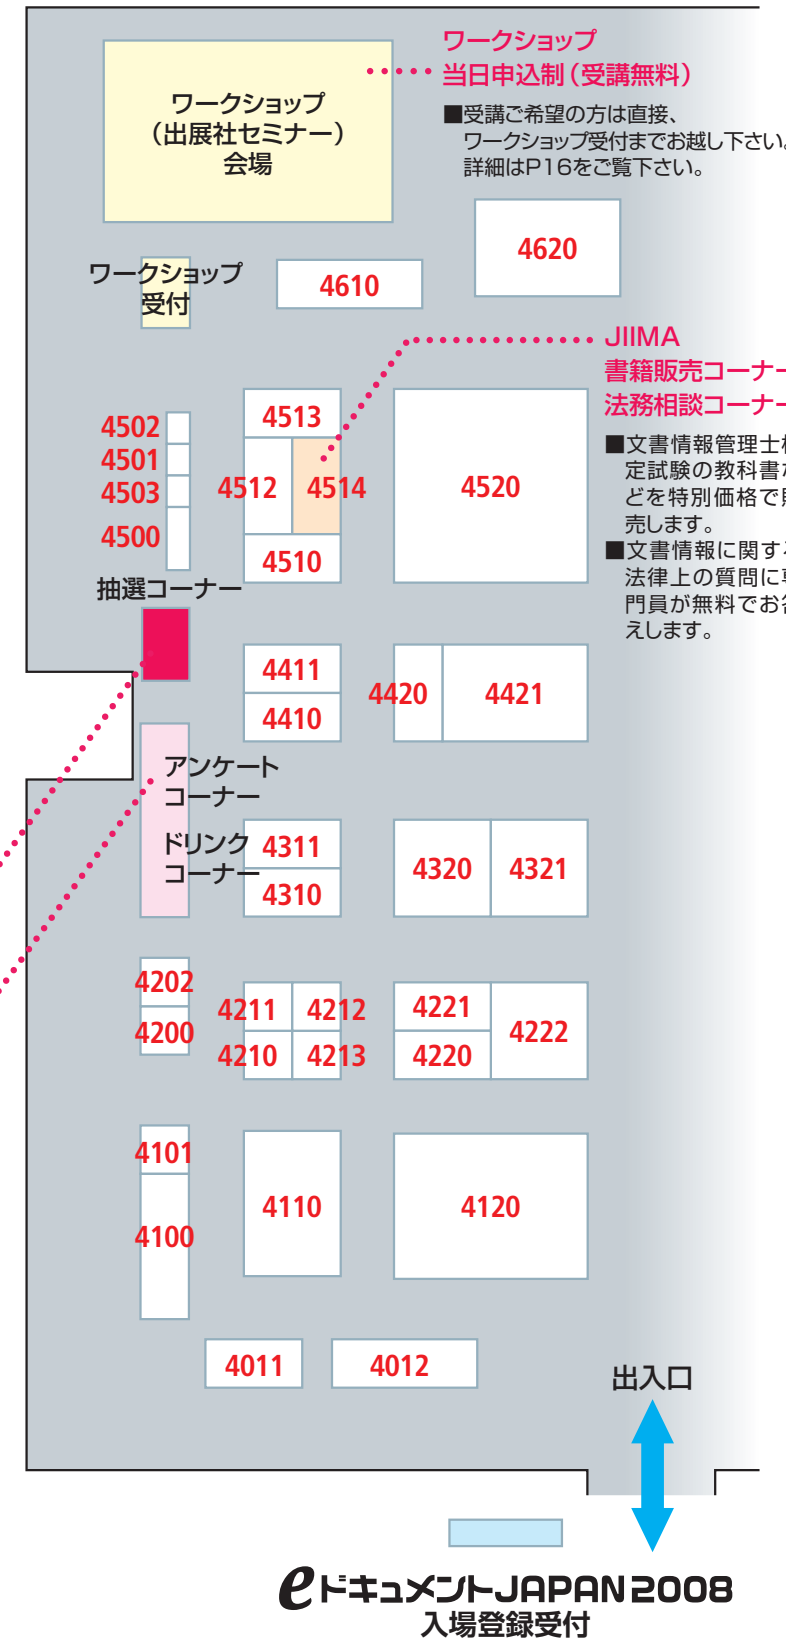 ワークショップ
当日申込制(受講無料)
■受講ご希望の方は直接、
ワークショップ受付までお越し下さい。
詳細はP16をご覧下さい。
ワークショップ
(出展社セミナー)
会場
4620
4610
ワークショップ
受付
JIIMA
書籍販売コーナー
法務相談コーナー
■文書情報管理士検
定試験の教科書な
どを特別価格で販
売します。
■文書情報に関する
法律上の質問に専
門員が無料でお答
えします。
4502
4501
4503
4500
4513
4512
4514
4510
4520
抽選コーナー
4411
4410
4420
4421
アンケート
コーナー
ドリンク
コーナー
4311
4310
4320
4321
4202
4200
4211
4212
4210
4213
4221
4220
4222
4101
4100
4110
4120
4011
4012
出入口
eドキュメントJAPAN2008
入場登録受付